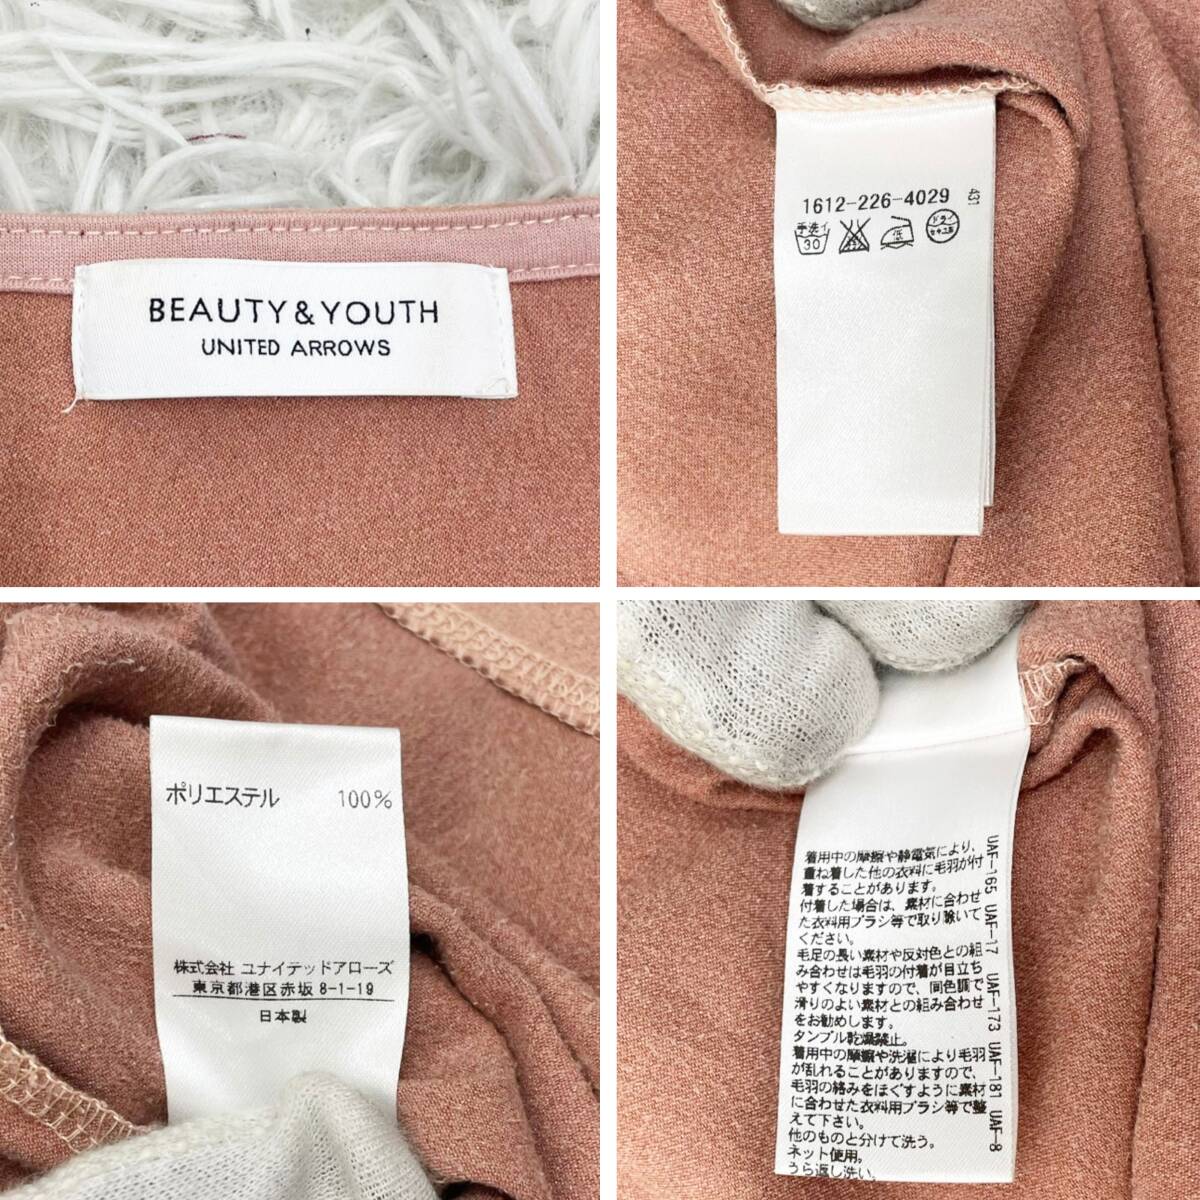 BEAUTY&YOUTH
UNITED ARROWS
1612-226-4029
431
手洗イ
30
低
ドライ
セキユ系
ポリエステル 100%
株式会社 ユナイテッドアローズ
東京都港区赤坂 8-1-19
日本製
着用中の摩擦や静電気により、
重ね着した他の衣料に毛羽が付
着することがあります。
付着した場合は、素材に合わせ
た衣料用ブラシ等で取り除いて
ください。
毛足の長い素材や反対色との組
み合わせは毛羽の付着が目立ち
やすくなりますので、同色調で
滑りのよい素材との組み合わせ
をお勧めします。
タンブル乾燥禁止。
着用中の摩擦や洗濯により毛羽
が乱れることがありますので、
毛羽の絡みをほぐすように素材
に合わせた衣料用ブラシ等で整
えて下さい。
他のものと分けて洗う。
ネット使用。
うら返し洗い。
UAF-165 UAF-17 UAF-173 UAF-181 UAF-8